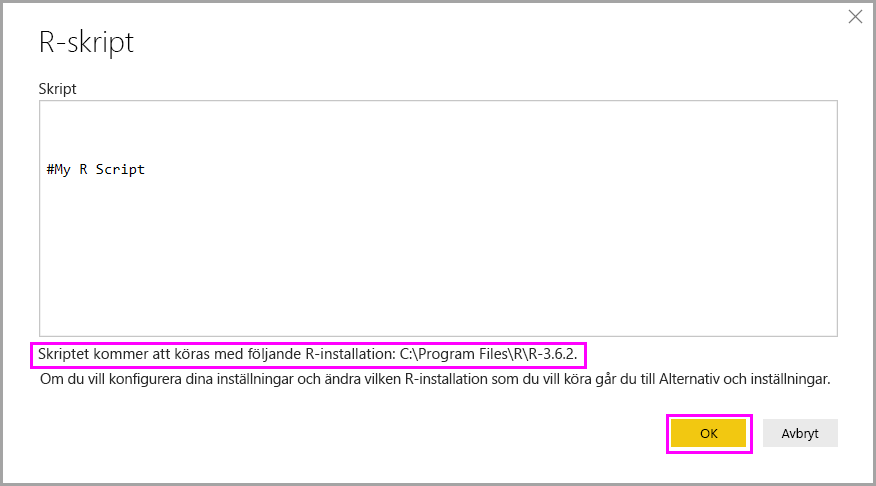 R-skript
Skript
#My R Script
Skriptet kommer att köras med följande R-installation: C:\Program Files\R\R-3.6.2.
Om du vill konfigurera dina inställningar och ändra vilken R-installation som du vill köra går du till Alternativ och inställningar.
OK
Avbryt